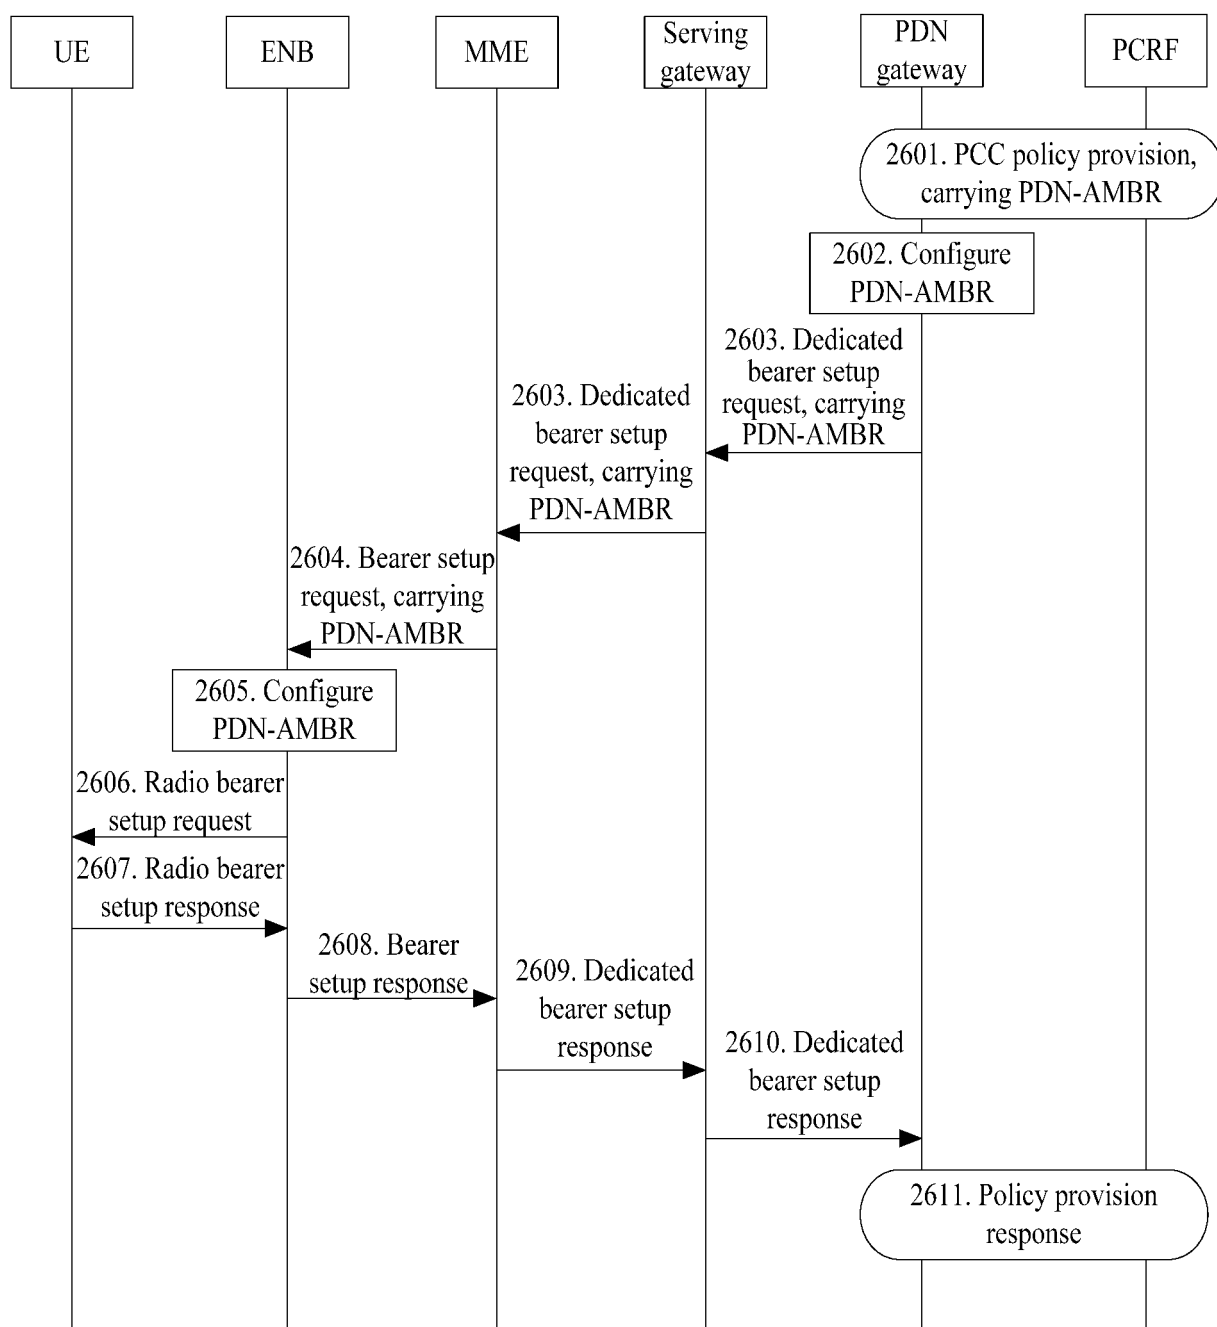 UE
ENB
MME
Serving
gateway
PDN
gateway
PCRF
2601. PCC policy provision,
carrying PDN-AMBR
2602. Configure
PDN-AMBR
2603. Dedicated
bearer setup
request, carrying
PDN-AMBR
2603. Dedicated
bearer setup
request, carrying
PDN-AMBR
2604. Bearer setup
request, carrying
PDN-AMBR
2605. Configure
PDN-AMBR
2606. Radio bearer
setup request
2607. Radio bearer
setup response
2608. Bearer
setup response
2609. Dedicated
bearer setup
response
2610. Dedicated
bearer setup
response
2611. Policy provision
response